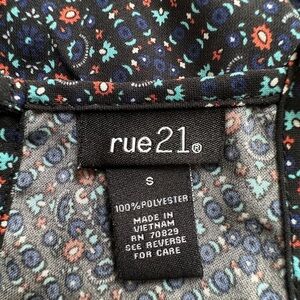 rue21®
S
100% POLYESTER
MADE IN
VIETNAM
RN 70829
SEE REVERSE
FOR CARE